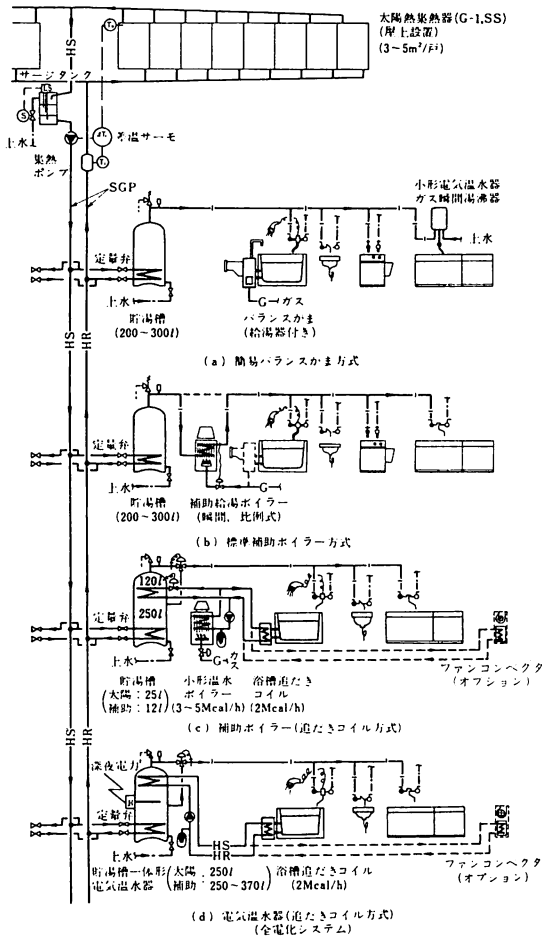 太陽熱集熱器(G-1,SS)
(屋上設置)
(3~5m²/戸)
HS
T₃
サージタンク
LS
S
上水
ΔT₁
差温サーモ
集熱
ポンプ
SGP
小形電気温水器
ガス瞬間湯沸器
上水
定量弁
上水
貯湯槽
(200~300l)
G ガス
バランスかま
(給湯器付き)
(a) 簡易バランスかま方式
HS
HR
定量弁
上水
貯湯槽
(200~300l)
補助給湯ボイラー
(瞬間、比例式)
G
(b) 標準補助ボイラー方式
120l
250l
定量弁
上水
G ガス
貯湯槽
(太陽:25l
補助:12l)
小形温水
ボイラー
(3~5Mcal/h)
浴槽追だき
コイル
(2Mcal/h)
ファンコンベクタ
(オプション)
(c) 補助ボイラー(追だきコイル方式)
HS
HR
深夜電力
定量弁
上水
HS
HR
貯湯槽一体形
電気温水器
(太陽:250l
補助:250~370l)
浴槽追だきコイル
(2Mcal/h)
ファンコンベクタ
(オプション)
(d) 電気温水器(追だきコイル方式)
(全電化システム)